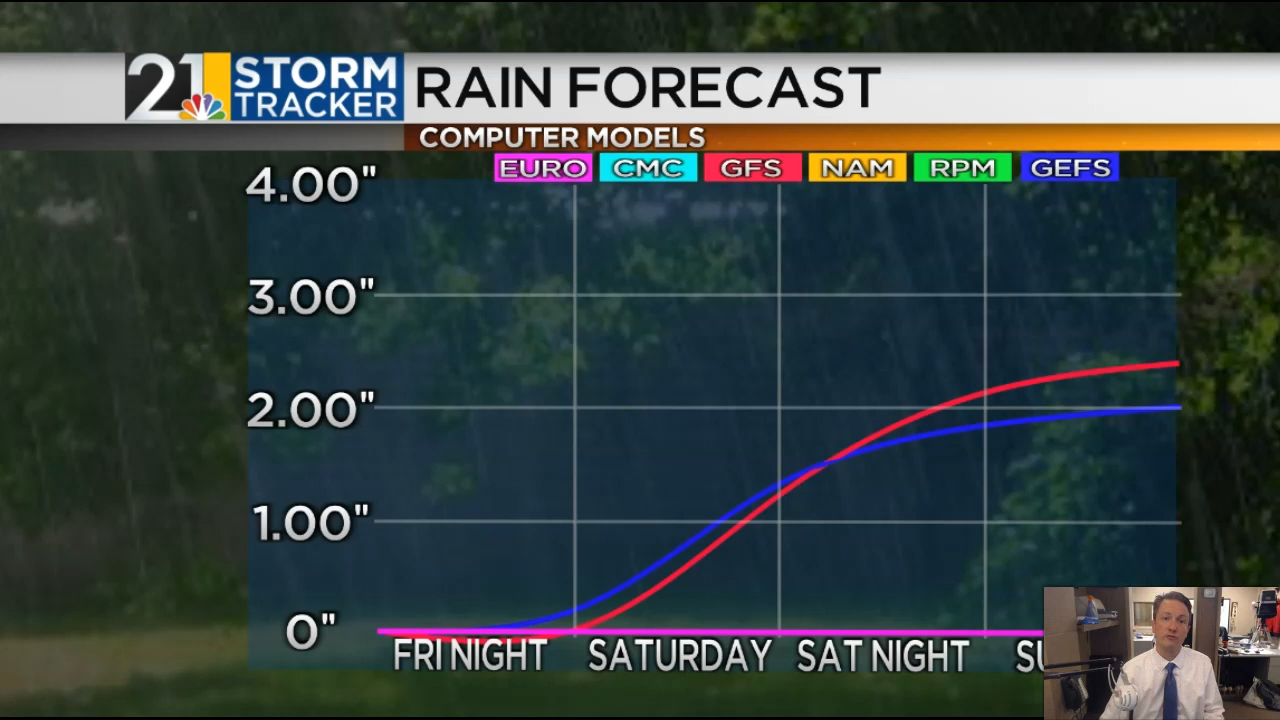 21 STORM TRACKER RAIN FORECAST
COMPUTER MODELS
EURO CMC GFS NAM RPM GEFS
4.00"
3.00"
2.00"
1.00"
0"
FRI NIGHT SATURDAY SAT NIGHT SU